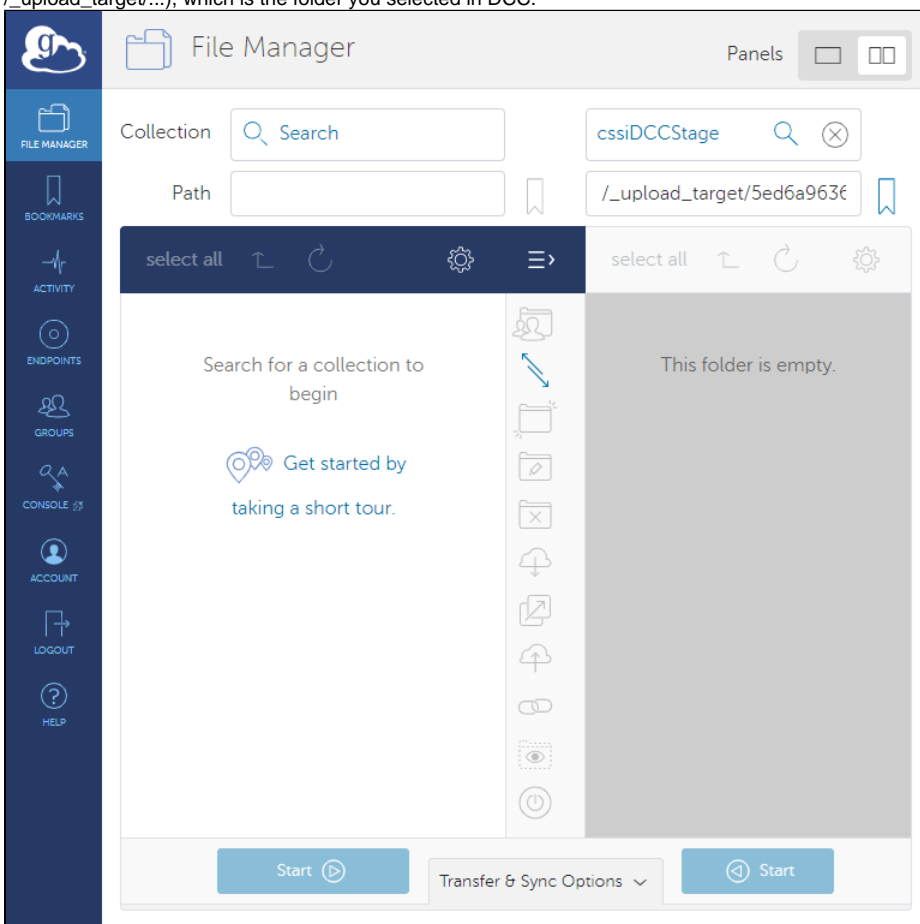 /_upload_target/...), which is the folder you selected in DCC.
g
File Manager
Panels
FILE MANAGER
Collection
Search
cssiDCCStage
Path
/_upload_target/5ed6a9636
BOOKMARKS
select all
select all
ACTIVITY
Search for a collection to
begin
This folder is empty.
ENDPOINTS
GROUPS
Get started by
taking a short tour.
CONSOLE
ACCOUNT
LOGOUT
?
HELP
Start
Transfer & Sync Options
Start